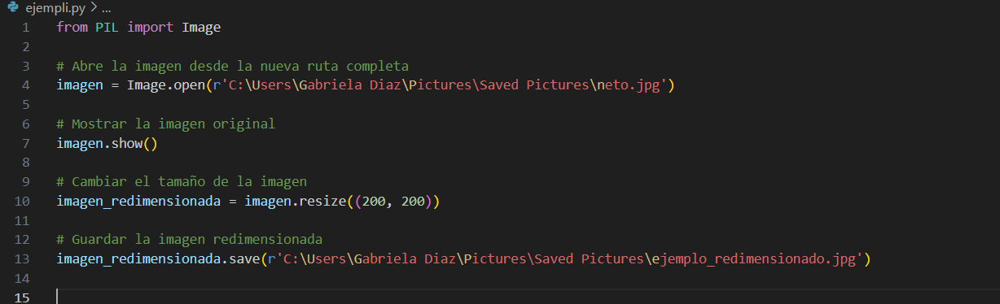 ejempli.py > ...
1 from PIL import Image
2
3 # Abre la imagen desde la nueva ruta completa
4 imagen = Image.open(r'C:\Users\Gabriela Diaz\Pictures\Saved Pictures\neto.jpg')
5
6 # Mostrar la imagen original
7 imagen.show()
8
9 # Cambiar el tamaño de la imagen
10 imagen_redimensionada = imagen.resize((200, 200))
11
12 # Guardar la imagen redimensionada
13 imagen_redimensionada.save(r'C:\Users\Gabriela Diaz\Pictures\Saved Pictures\ejemplo_redimensionado.jpg')
14
15